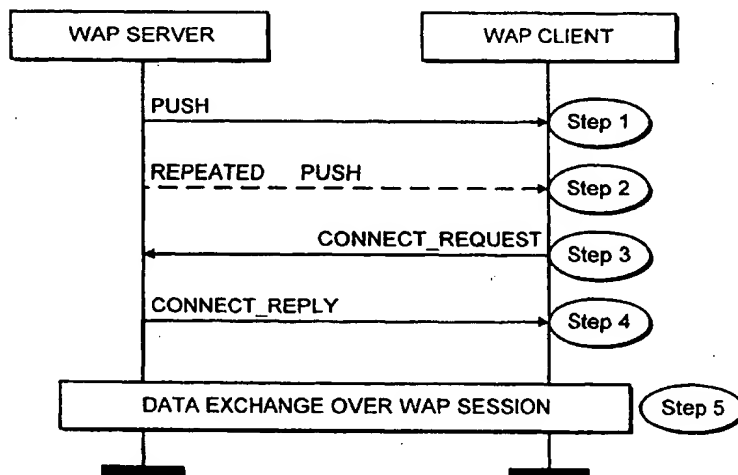 WAP SERVER
WAP CLIENT
PUSH
Step 1
REPEATED PUSH
Step 2
CONNECT_REQUEST
Step 3
CONNECT_REPLY
Step 4
DATA EXCHANGE OVER WAP SESSION
Step 5